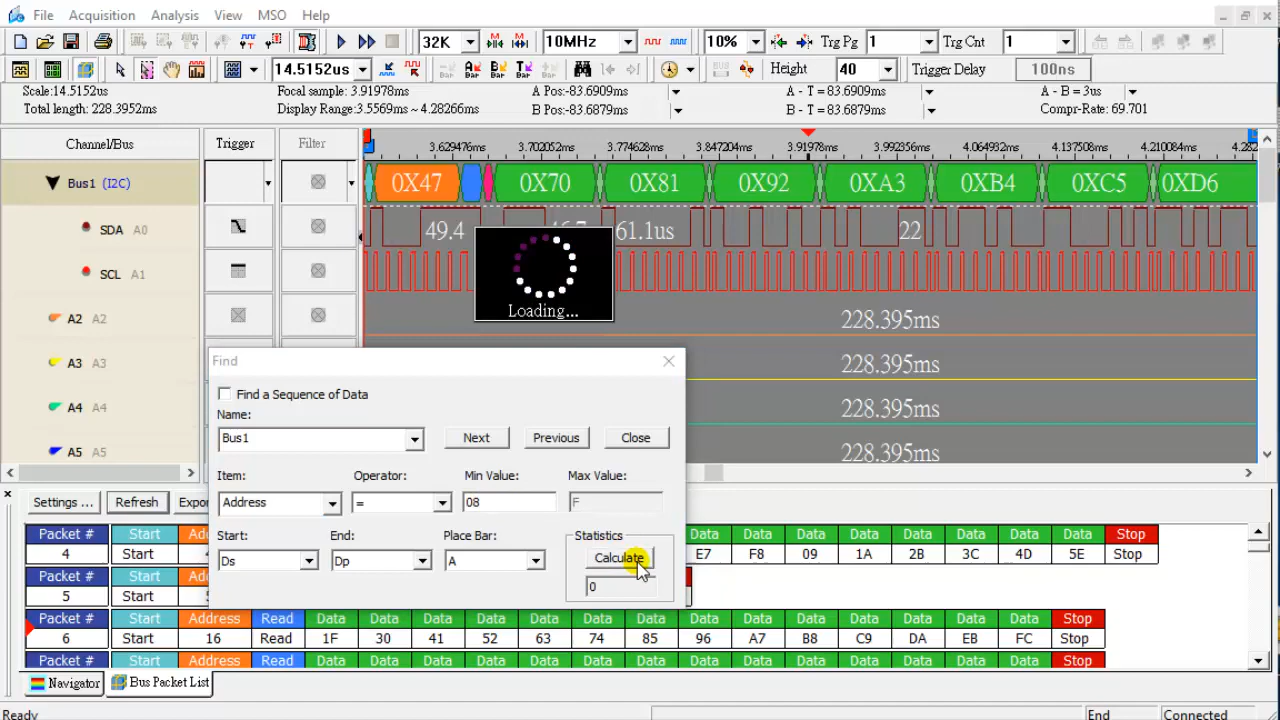 File Acquisition Analysis View MSO Help
32K 10MHz 10% Trg Pg 1 Trg Cnt 1
14.5152us Bar Bar Bar Bar Bar BUS Height 40 Trigger Delay 100ns
Scale:14.5152us Focal sample: 3.91978ms A Pos:-83.6909ms A - T = 83.6909ms A - B = 3us
Total length: 228.3952ms Display Range:3.5569ms ~ 4.28266ms B Pos:-83.6879ms B - T = 83.6879ms Compr-Rate: 69.701
Channel/Bus Trigger Filter 3.629476ms 3.702052ms 3.774628ms 3.847204ms 3.91978ms 3.992356ms 4.064932ms 4.137508ms 4.210084ms 4.282
Bus1 (I2C) 0X47 0X70 0X81 0X92 0XA3 0XB4 0XC5 0XD6
SDA A0 49.4 61.1us 22
SCL A1
Loading...
A2 A2 228.395ms
A3 A3 228.395ms
A4 A4 228.395ms
A5 A5 228.395ms
Find
Find a Sequence of Data
Name:
Bus1 Next Previous Close
Item: Operator: Min Value: Max Value:
Address = 08 F
Start: End: Place Bar: Statistics
Ds Dp A Calculate
0
Settings ... Refresh Expor
Packet # Start Ad Data Data Data Data Data Data Data Stop
4 Start E7 F8 09 1A 2B 3C 4D 5E Stop
Packet # Start Ad
5 Start
Packet # Start Address Read Data Data Data Data Data Data Data Data Data Data Data Data Data Data Stop
6 Start 16 Read 1F 30 41 52 63 74 85 96 A7 B8 C9 DA EB FC Stop
Packet # Start Address Read Data Data Data Data Data Data Data Data Data Data Data Data Data Data Stop
Navigator Bus Packet List
Ready End Connected